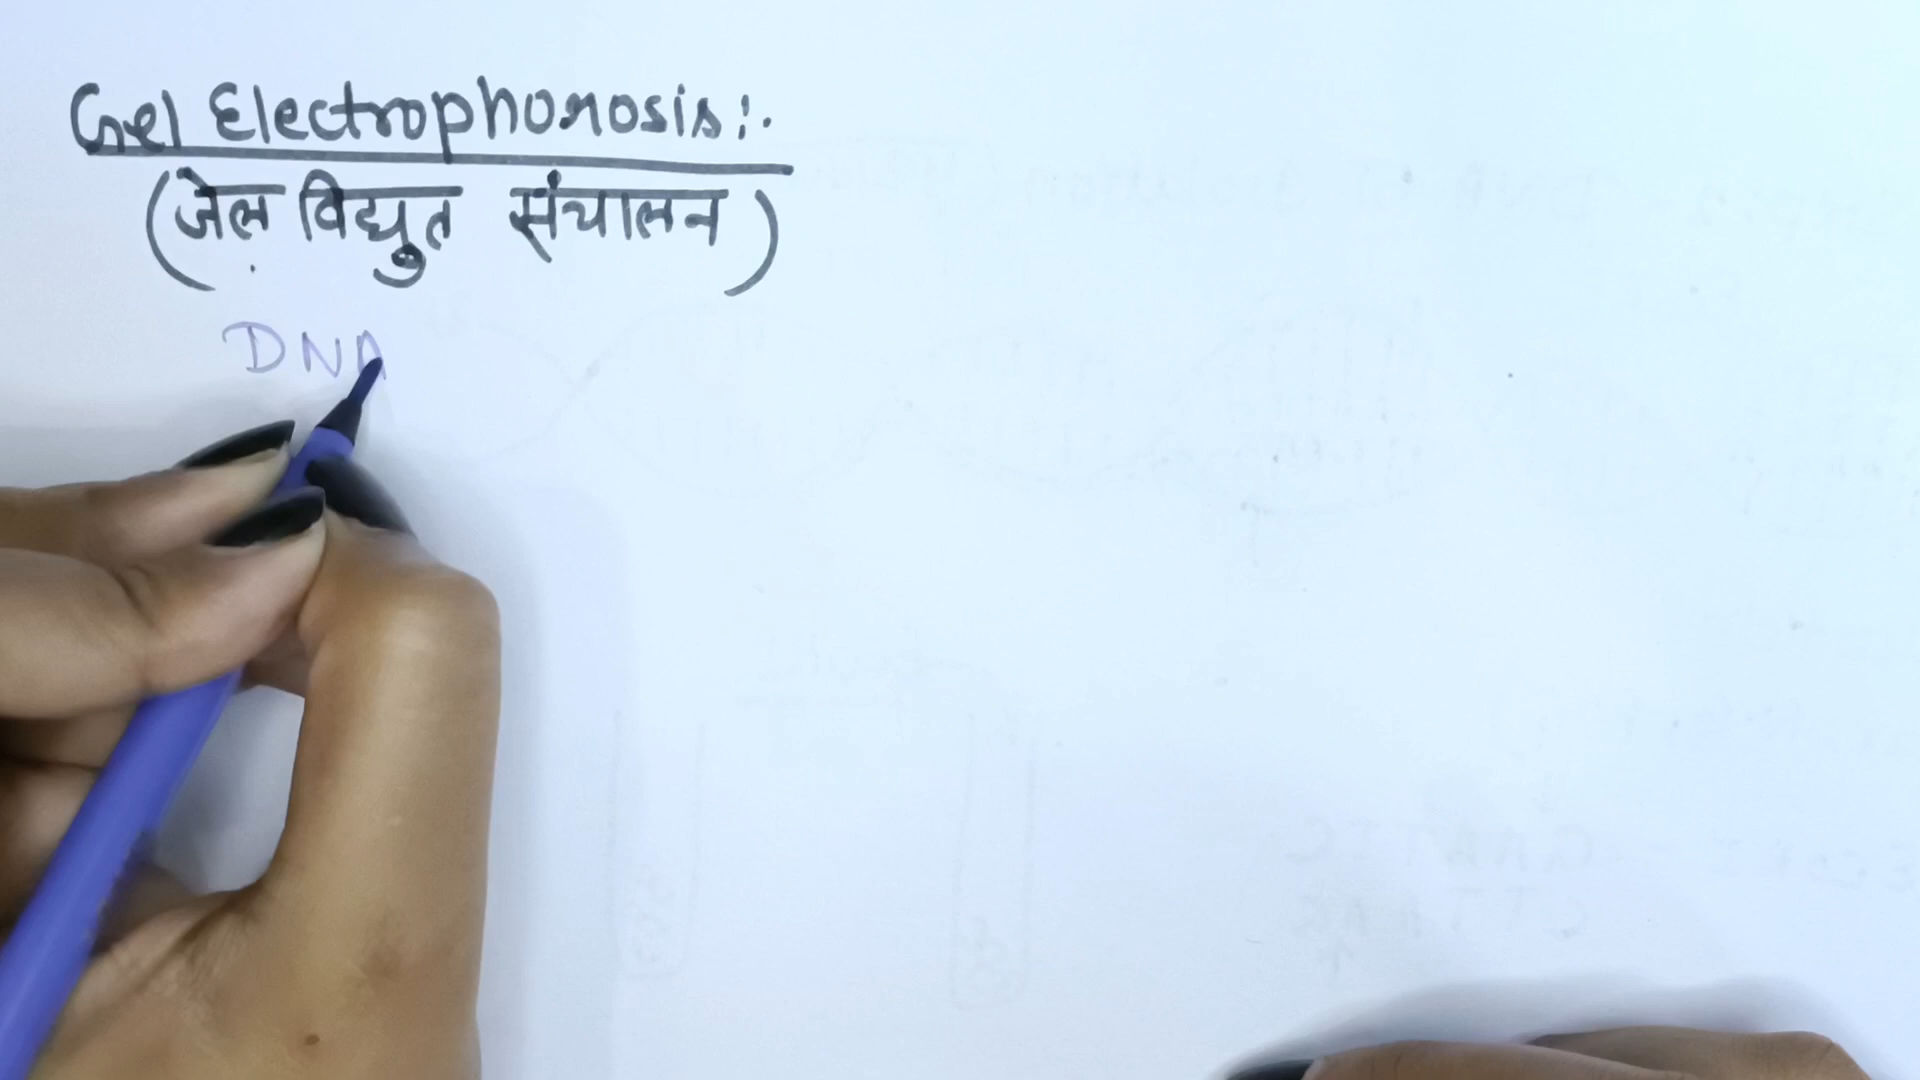 Gel Electrophonosis:.
(जेल विद्युत संचालन)
DNA